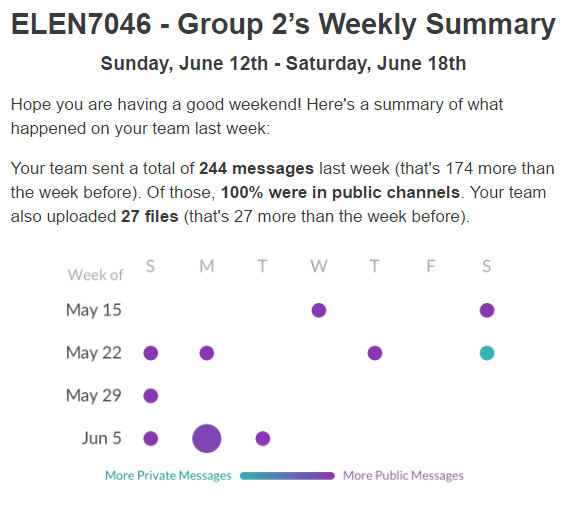 ELEN7046 - Group 2’s Weekly Summary
Sunday, June 12th - Saturday, June 18th
Hope you are having a good weekend! Here's a summary of what
happened on your team last week:
Your team sent a total of 244 messages last week (that's 174 more than
the week before). Of those, 100% were in public channels. Your team
also uploaded 27 files (that's 27 more than the week before).
Week of S M T W T F S
May 15
May 22
May 29
Jun 5
More Private Messages More Public Messages